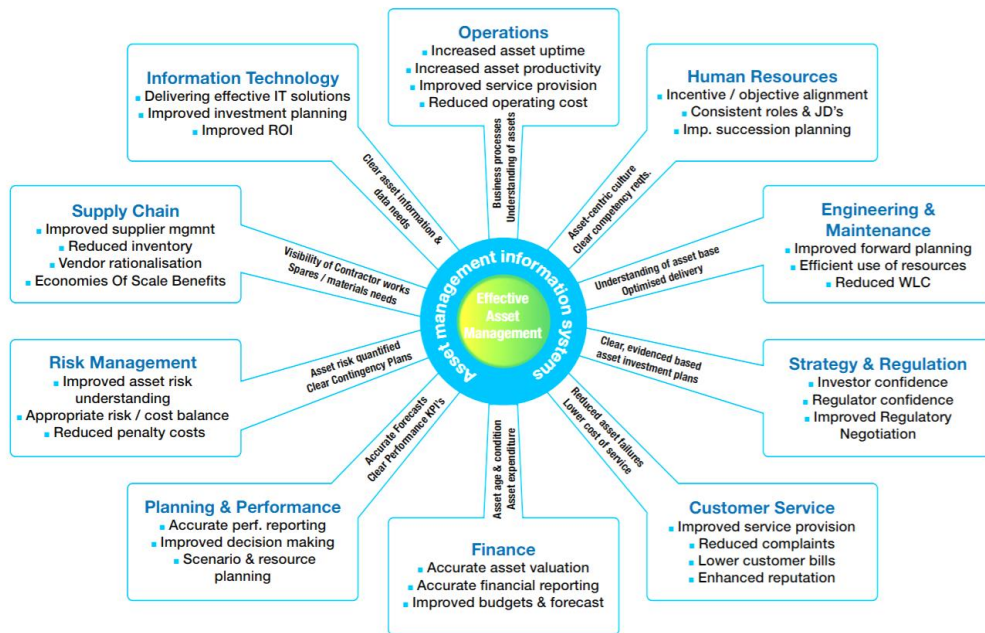 Operations
■ Increased asset uptime
■ Increased asset productivity
■ Improved service provision
■ Reduced operating cost
Business processes
Understanding of assets
Human Resources
■ Incentive / objective alignment
■ Consistent roles & JD's
■ Imp. succession planning
Asset-centric culture
Clear competency reqts.
Engineering &
Maintenance
■ Improved forward planning
■ Efficient use of resources
■ Reduced WLC
Understanding of asset base
Optimised delivery
Strategy & Regulation
■ Investor confidence
■ Regulator confidence
■ Improved Regulatory
Negotiation
Clear, evidenced based
asset investment plans
Customer Service
■ Improved service provision
■ Reduced complaints
■ Lower customer bills
■ Enhanced reputation
Reduced asset failures
Lower cost of service
Finance
■ Accurate asset valuation
■ Accurate financial reporting
■ Improved budgets & forecast
Asset age & condition
Asset expenditure
Planning & Performance
■ Accurate perf. reporting
■ Improved decision making
■ Scenario & resource
planning
Accurate Forecasts
Clear Performance KPI's
Risk Management
■ Improved asset risk
understanding
■ Appropriate risk / cost balance
■ Reduced penalty costs
Asset risk quantified
Clear Contingency Plans
Supply Chain
■ Improved supplier mgmnt
■ Reduced inventory
■ Vendor rationalisation
■ Economies Of Scale Benefits
Visibility of Contractor works
Spares / materials needs
Information Technology
■ Delivering effective IT solutions
■ Improved investment planning
■ Improved ROI
Clear asset information &
data needs
Asset management information systems
Effective
Asset
Management